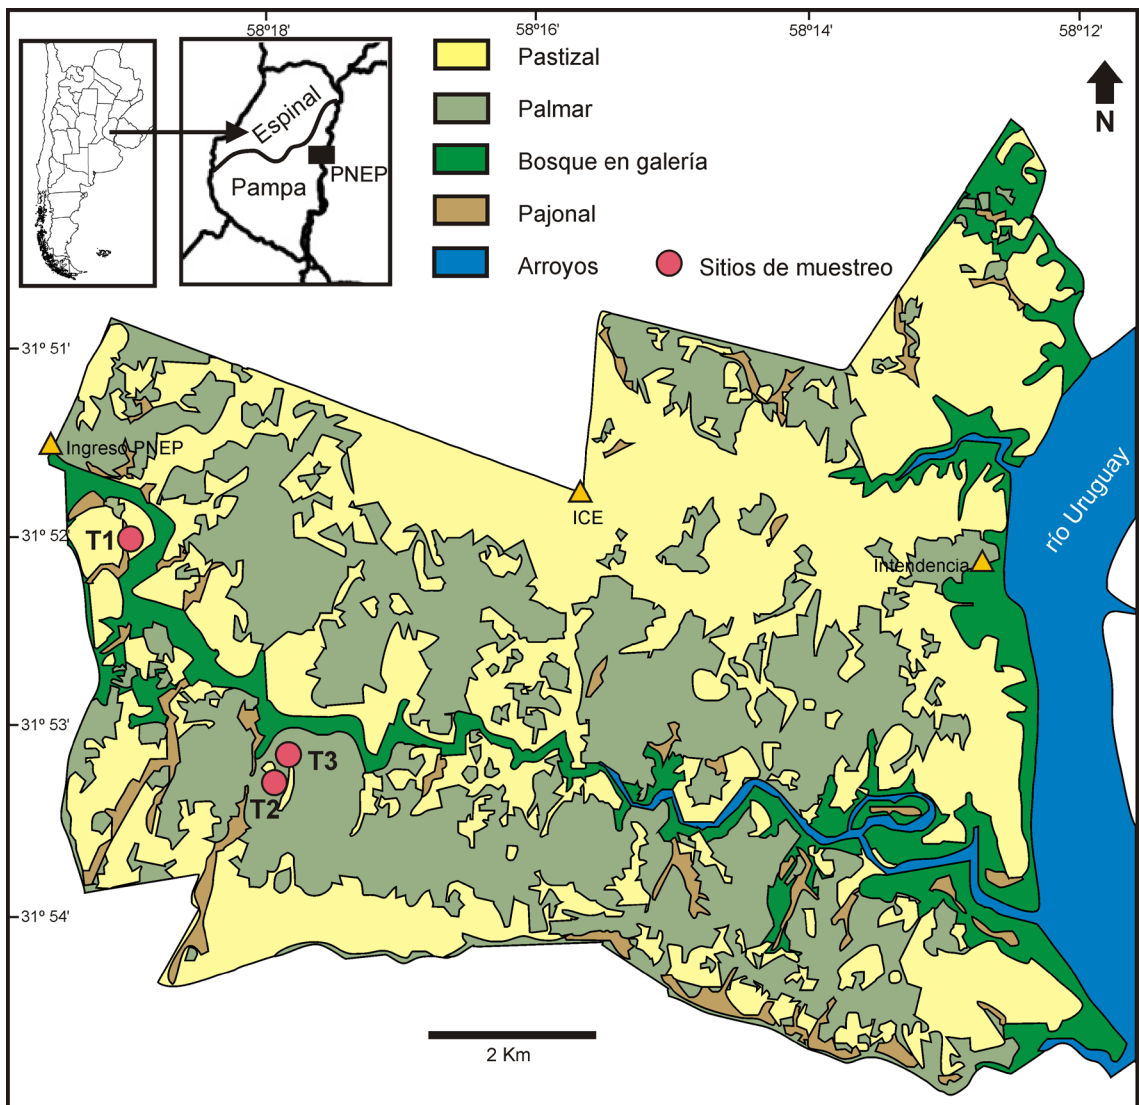 58º18'
58º16'
58º14'
58º12'
Espinal
Pampa
PNEP
Pastizal
Palmar
Bosque en galería
Pajonal
Arroyos
Sitios de muestreo
N
31º 51'
Ingreso PNEP
ICE
31º 52
T1
Intendencia
río Uruguay
31º 53'
T3
T2
31º 54'
2 Km